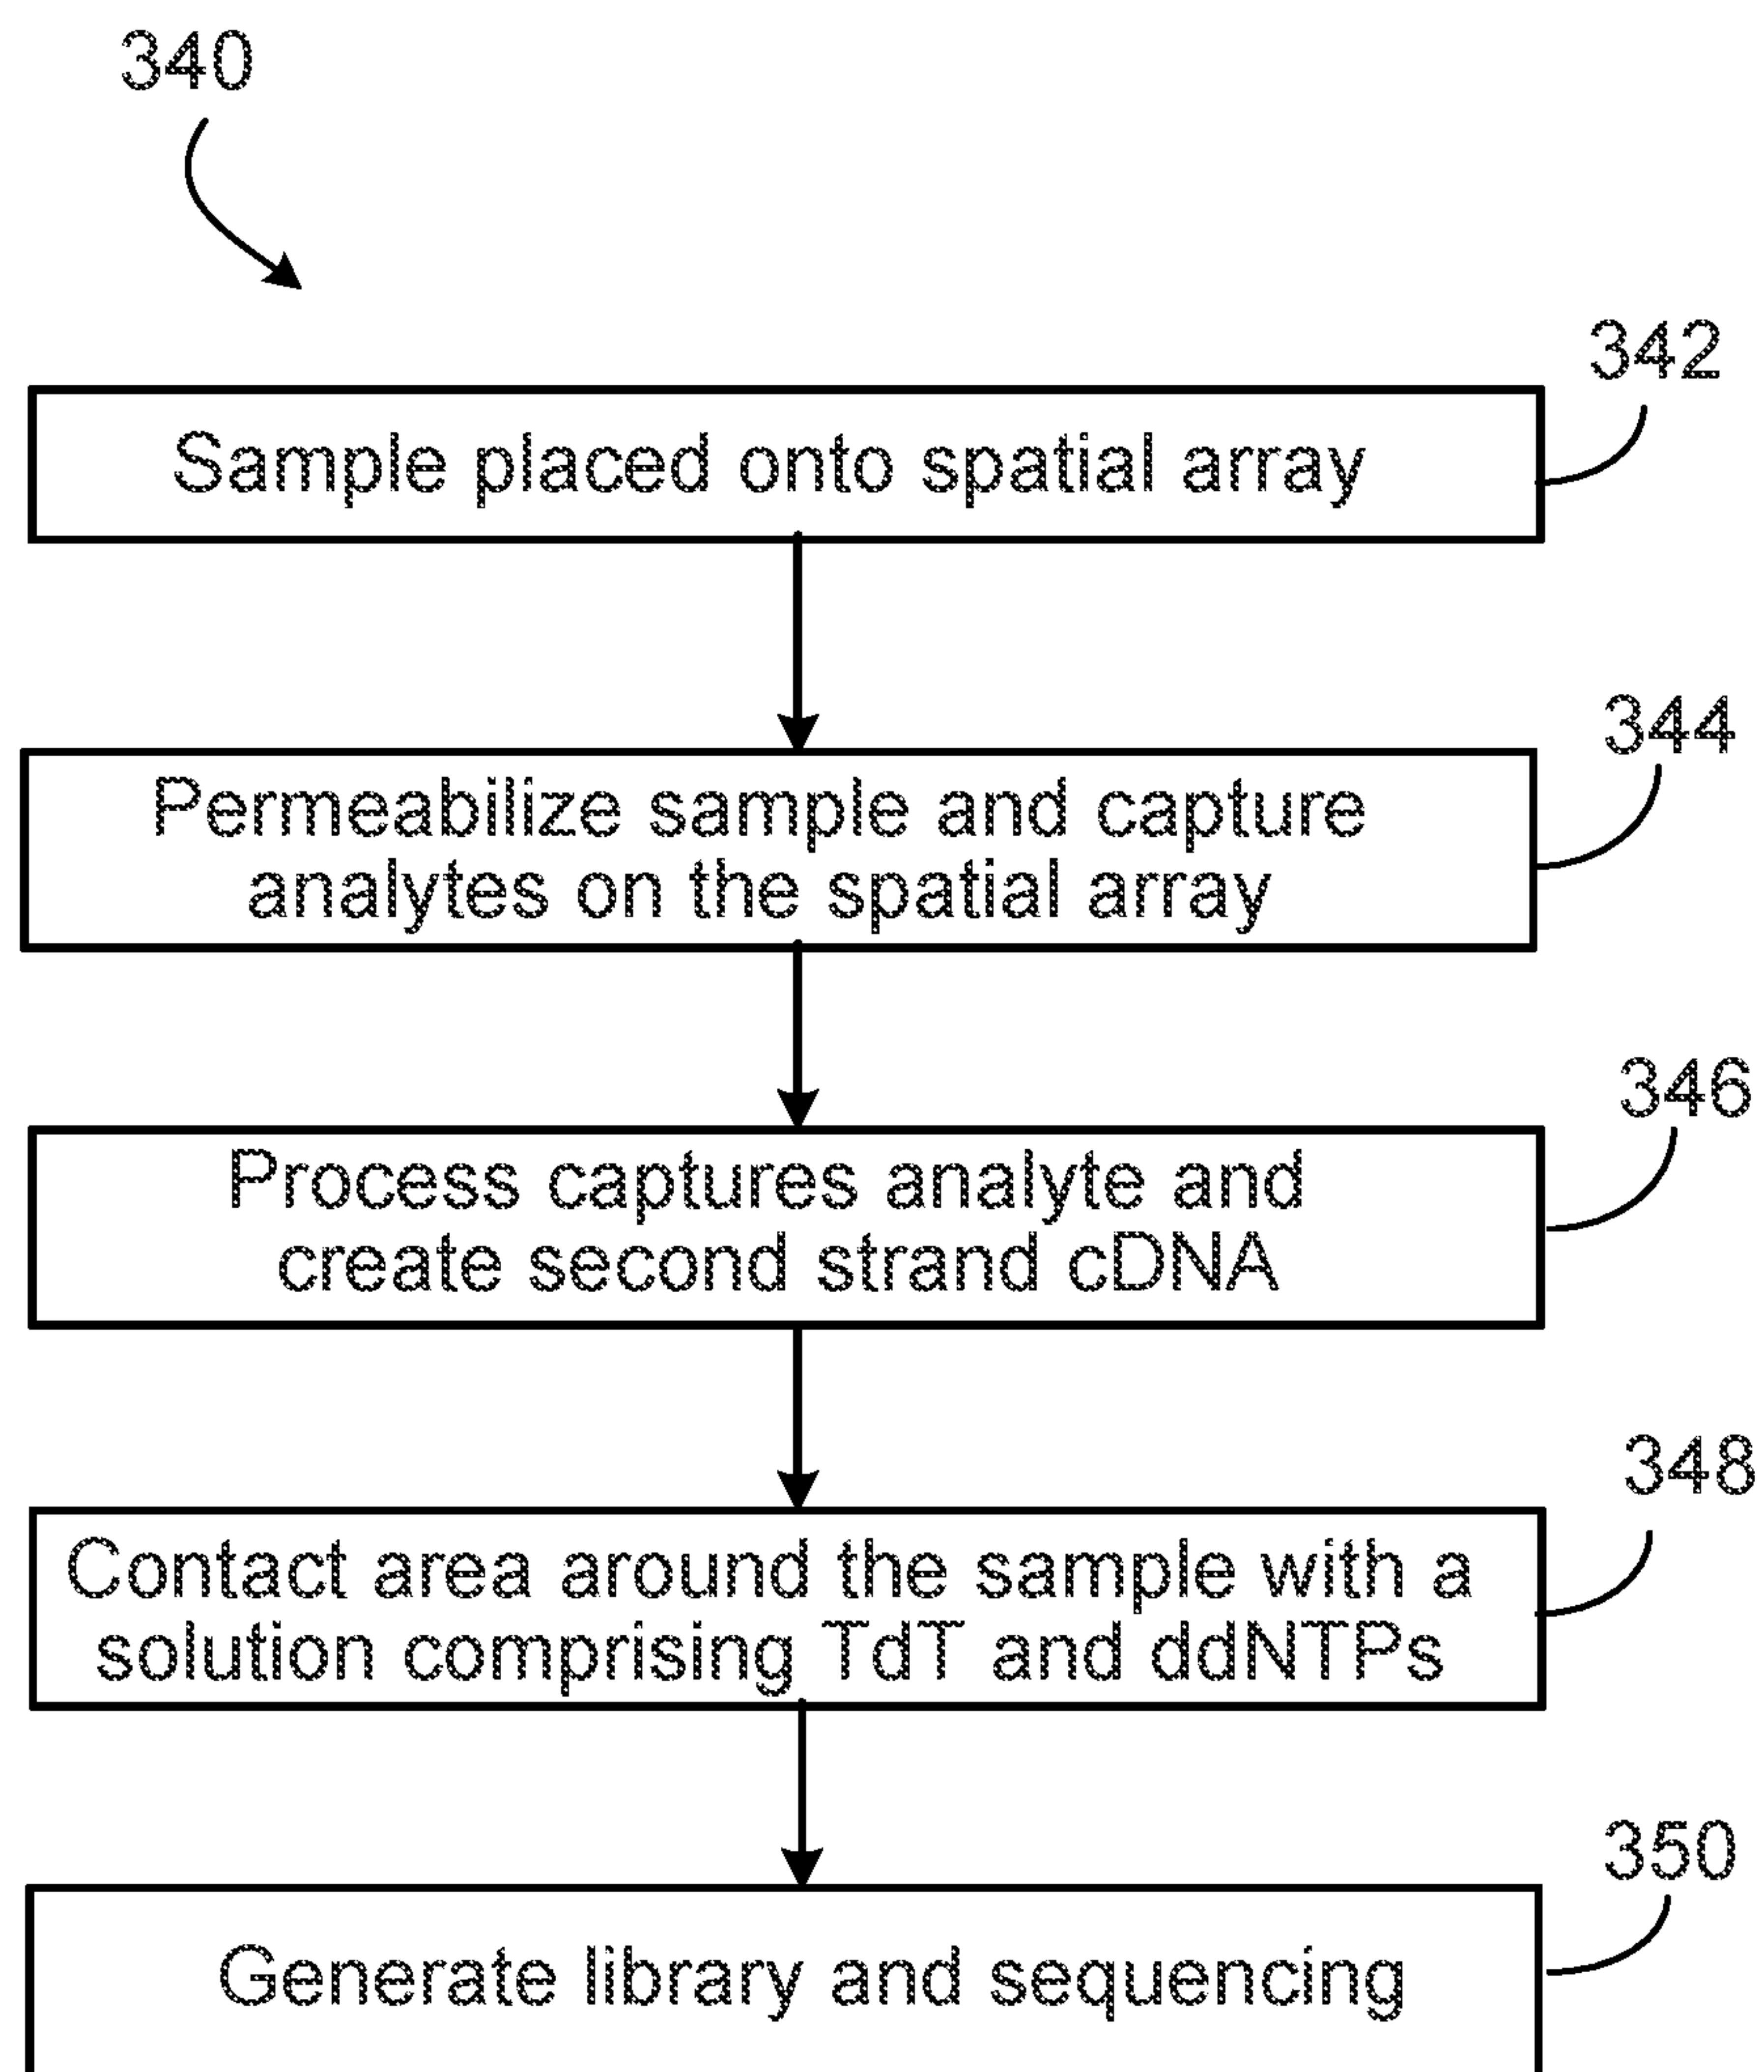 340
342
Sample placed onto spatial array
344
Permeabilize sample and capture
analytes on the spatial array
346
Process captures analyte and
create second strand cDNA
348
Contact area around the sample with a
solution comprising TdT and ddNTPs
350
Generate library and sequencing